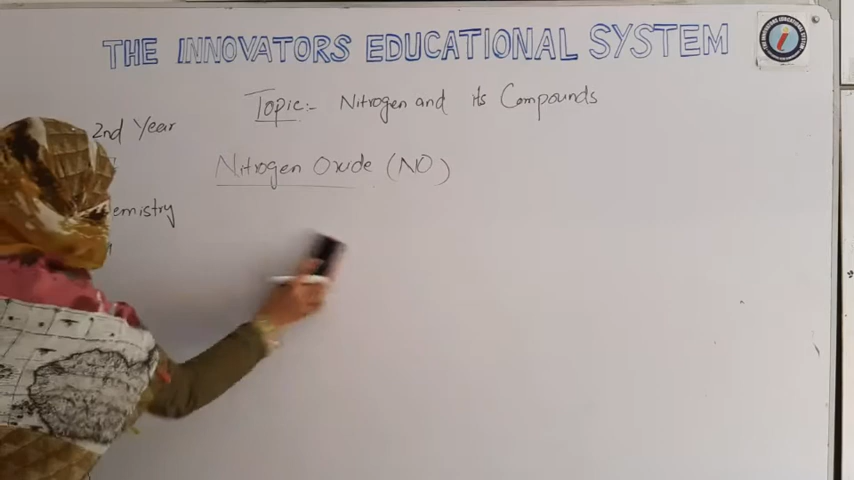 THE INNOVATORS EDUCATIONAL SYSTEM
Topic:- Nitrogen and its Compounds
2nd Year
Nitrogen Oxide (NO)
emistry